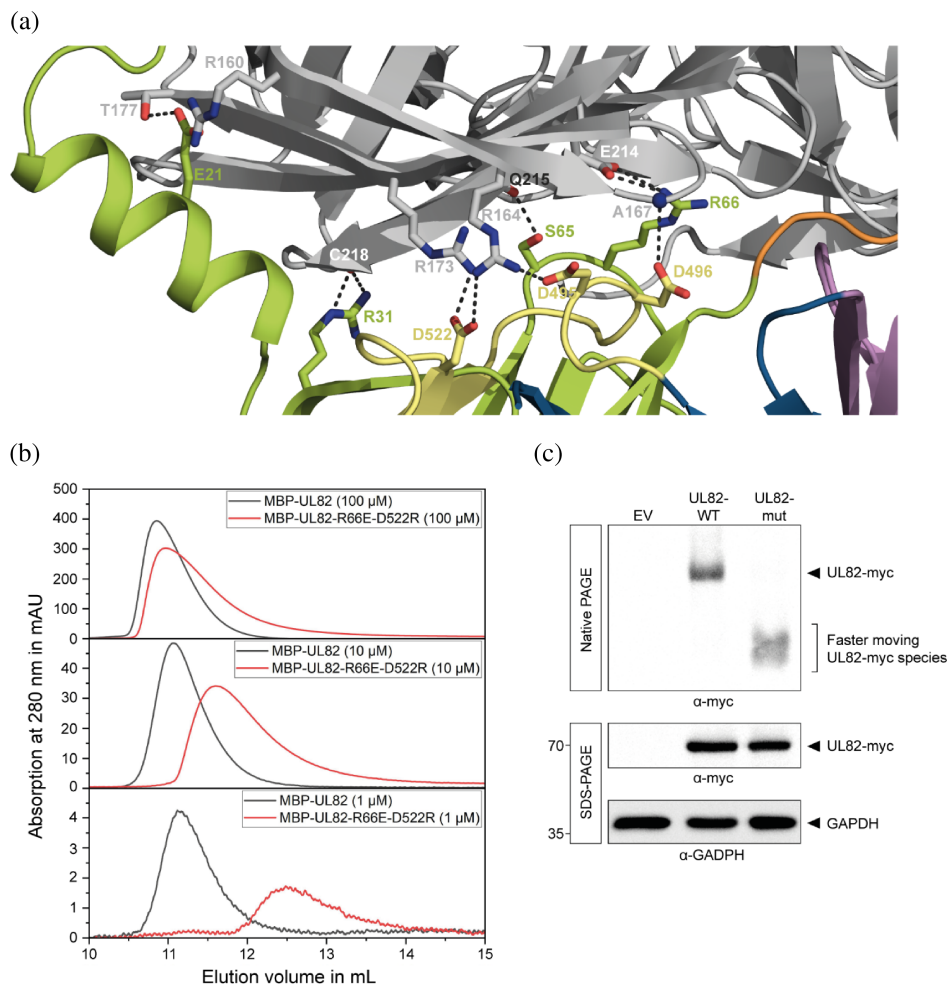 (a)
R160
T177
E21
E214
Q215
A167
R66
R164
S65
C218
R173
D495
D496
R31
D522
(b)
500
400
300
200
100
0
MBP-UL82 (100 µM)
MBP-UL82-R66E-D522R (100 µM)
40
20
30
10
0
MBP-UL82 (10 µM)
MBP-UL82-R66E-D522R (10 µM)
4
3
2
1
0
MBP-UL82 (1 µM)
MBP-UL82-R66E-D522R (1 µM)
10 11 12 13 14 15
Absorption at 280 nm in mAU
Elution volume in mL
(c)
EV
UL82-
WT
UL82-
mut
Native PAGE
UL82-myc
Faster moving
UL82-myc species
α-myc
SDS-PAGE
70
UL82-myc
α-myc
35
GAPDH
α-GADPH